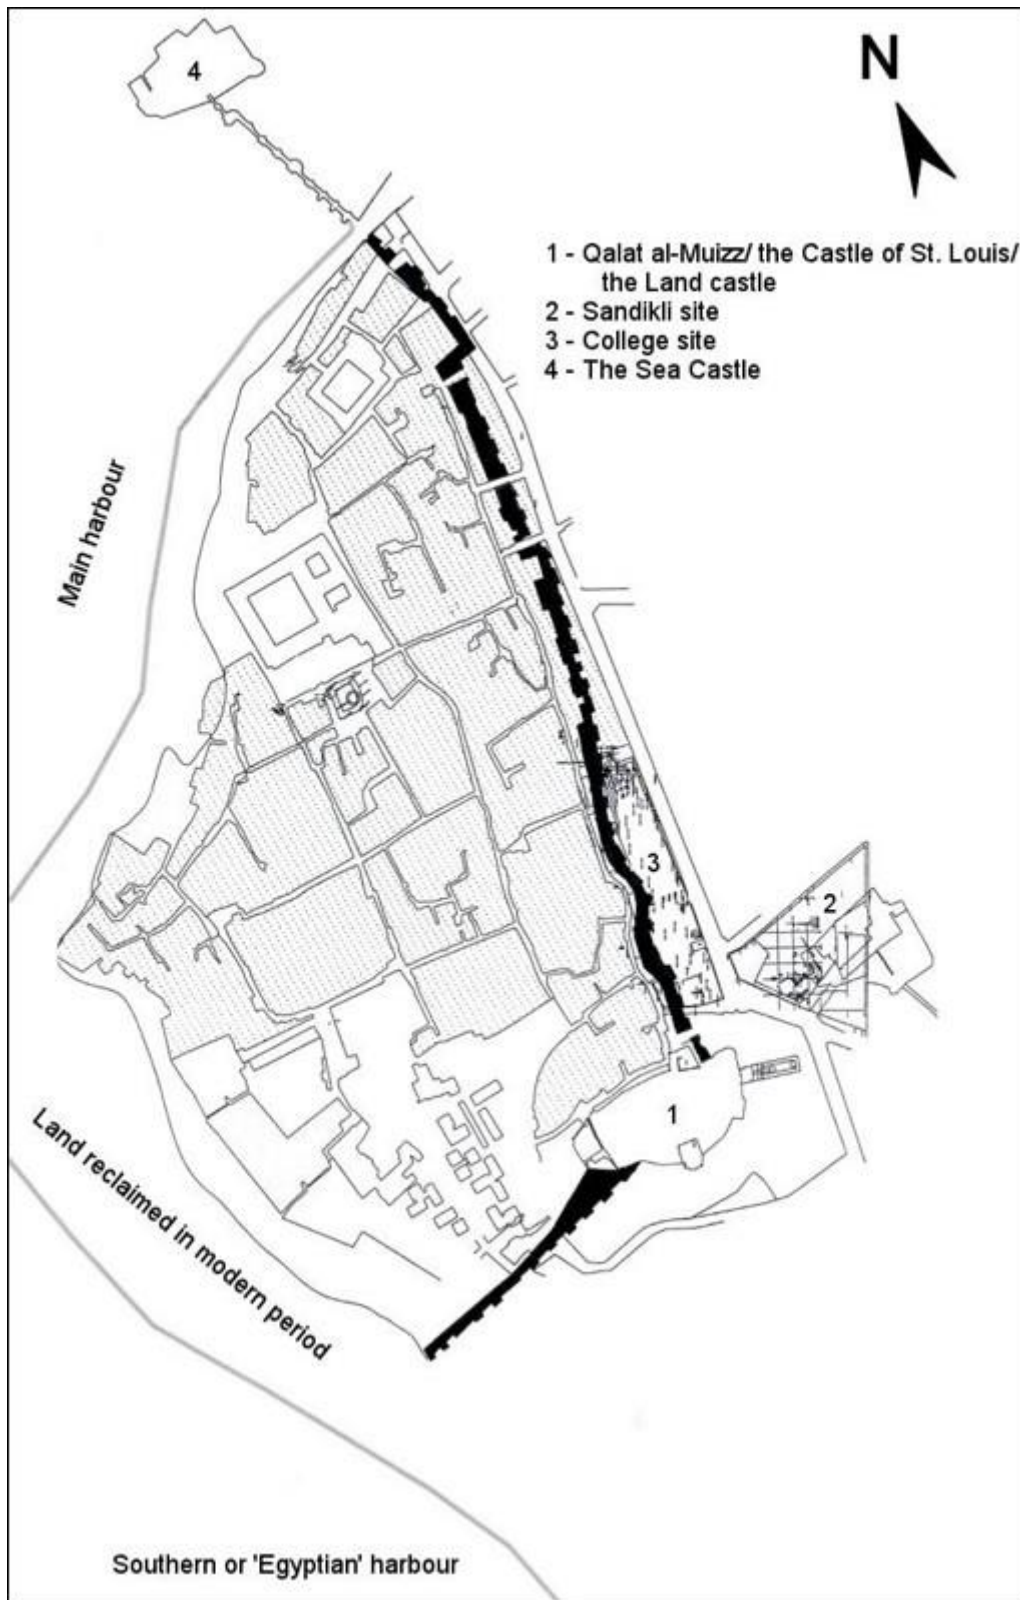 4
N
1 - Qalat al-Muizz/ the Castle of St. Louis/
the Land castle
2 - Sandikli site
3 - College site
4 - The Sea Castle
Main harbour
3
2
1
Land reclaimed in modern period
Southern or 'Egyptian' harbour